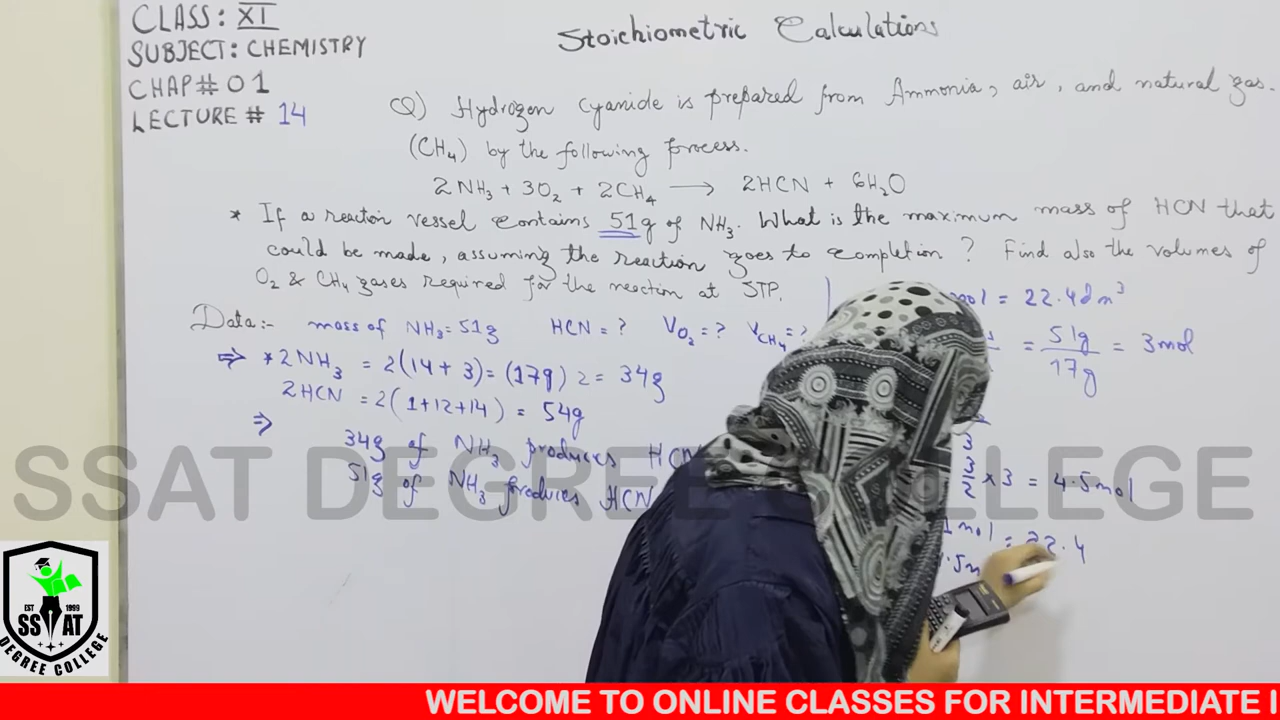 CLASS: XI
SUBJECT: CHEMISTRY
CHAP# 01
LECTURE # 14
Stoichiometric Calculations
Q) Hydrogen Cyanide is prepared from Ammonia, air, and natural gas.
(CH₄) by the following process.
2NH₃ + 3O₂ + 2CH₄ → 2HCN + 6H₂O
* If a reaction vessel contains 51g of NH₃. What is the maximum mass of HCN that
could be made, assuming the reaction goes to completion? Find also the volumes of
O₂ & CH₄ gases required for the reaction at STP.
Data:- mass of NH₃ = 51g HCN = ? V_O₂ = ? V_CH₄ = ?
⇒ * 2NH₃ = 2(14+3) = (17g)2 = 34g
2HCN = 2(1+12+14) = 54g
⇒ 34g of NH₃ produces HCN
51g of NH₃ produces HCN
mol = 22.4dm³
= 51g/17g = 3mol
3
3/2 × 3 = 4.5mol
1mol = 22.4
SSAT DEGREE COLLEGE
EST 1999
SSAT
DEGREE COLLEGE
WELCOME TO ONLINE CLASSES FOR INTERMEDIATE